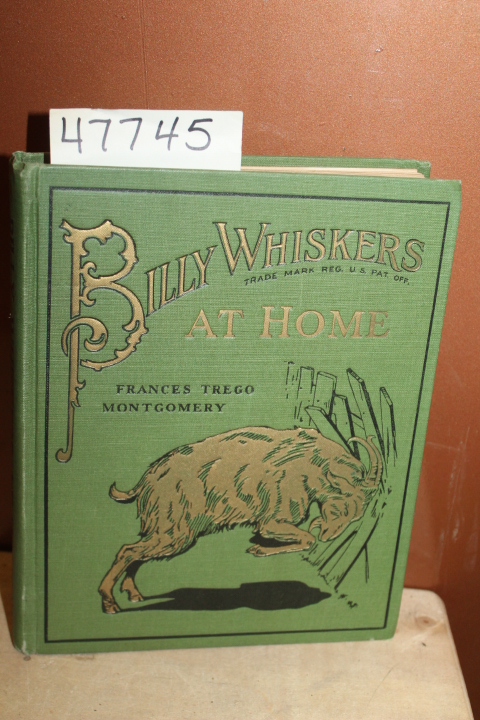 47745
BILLY WHISKERS
TRADE MARK REG. U.S. PAT. OFF.
AT HOME
FRANCES TREGO
MONTGOMERY